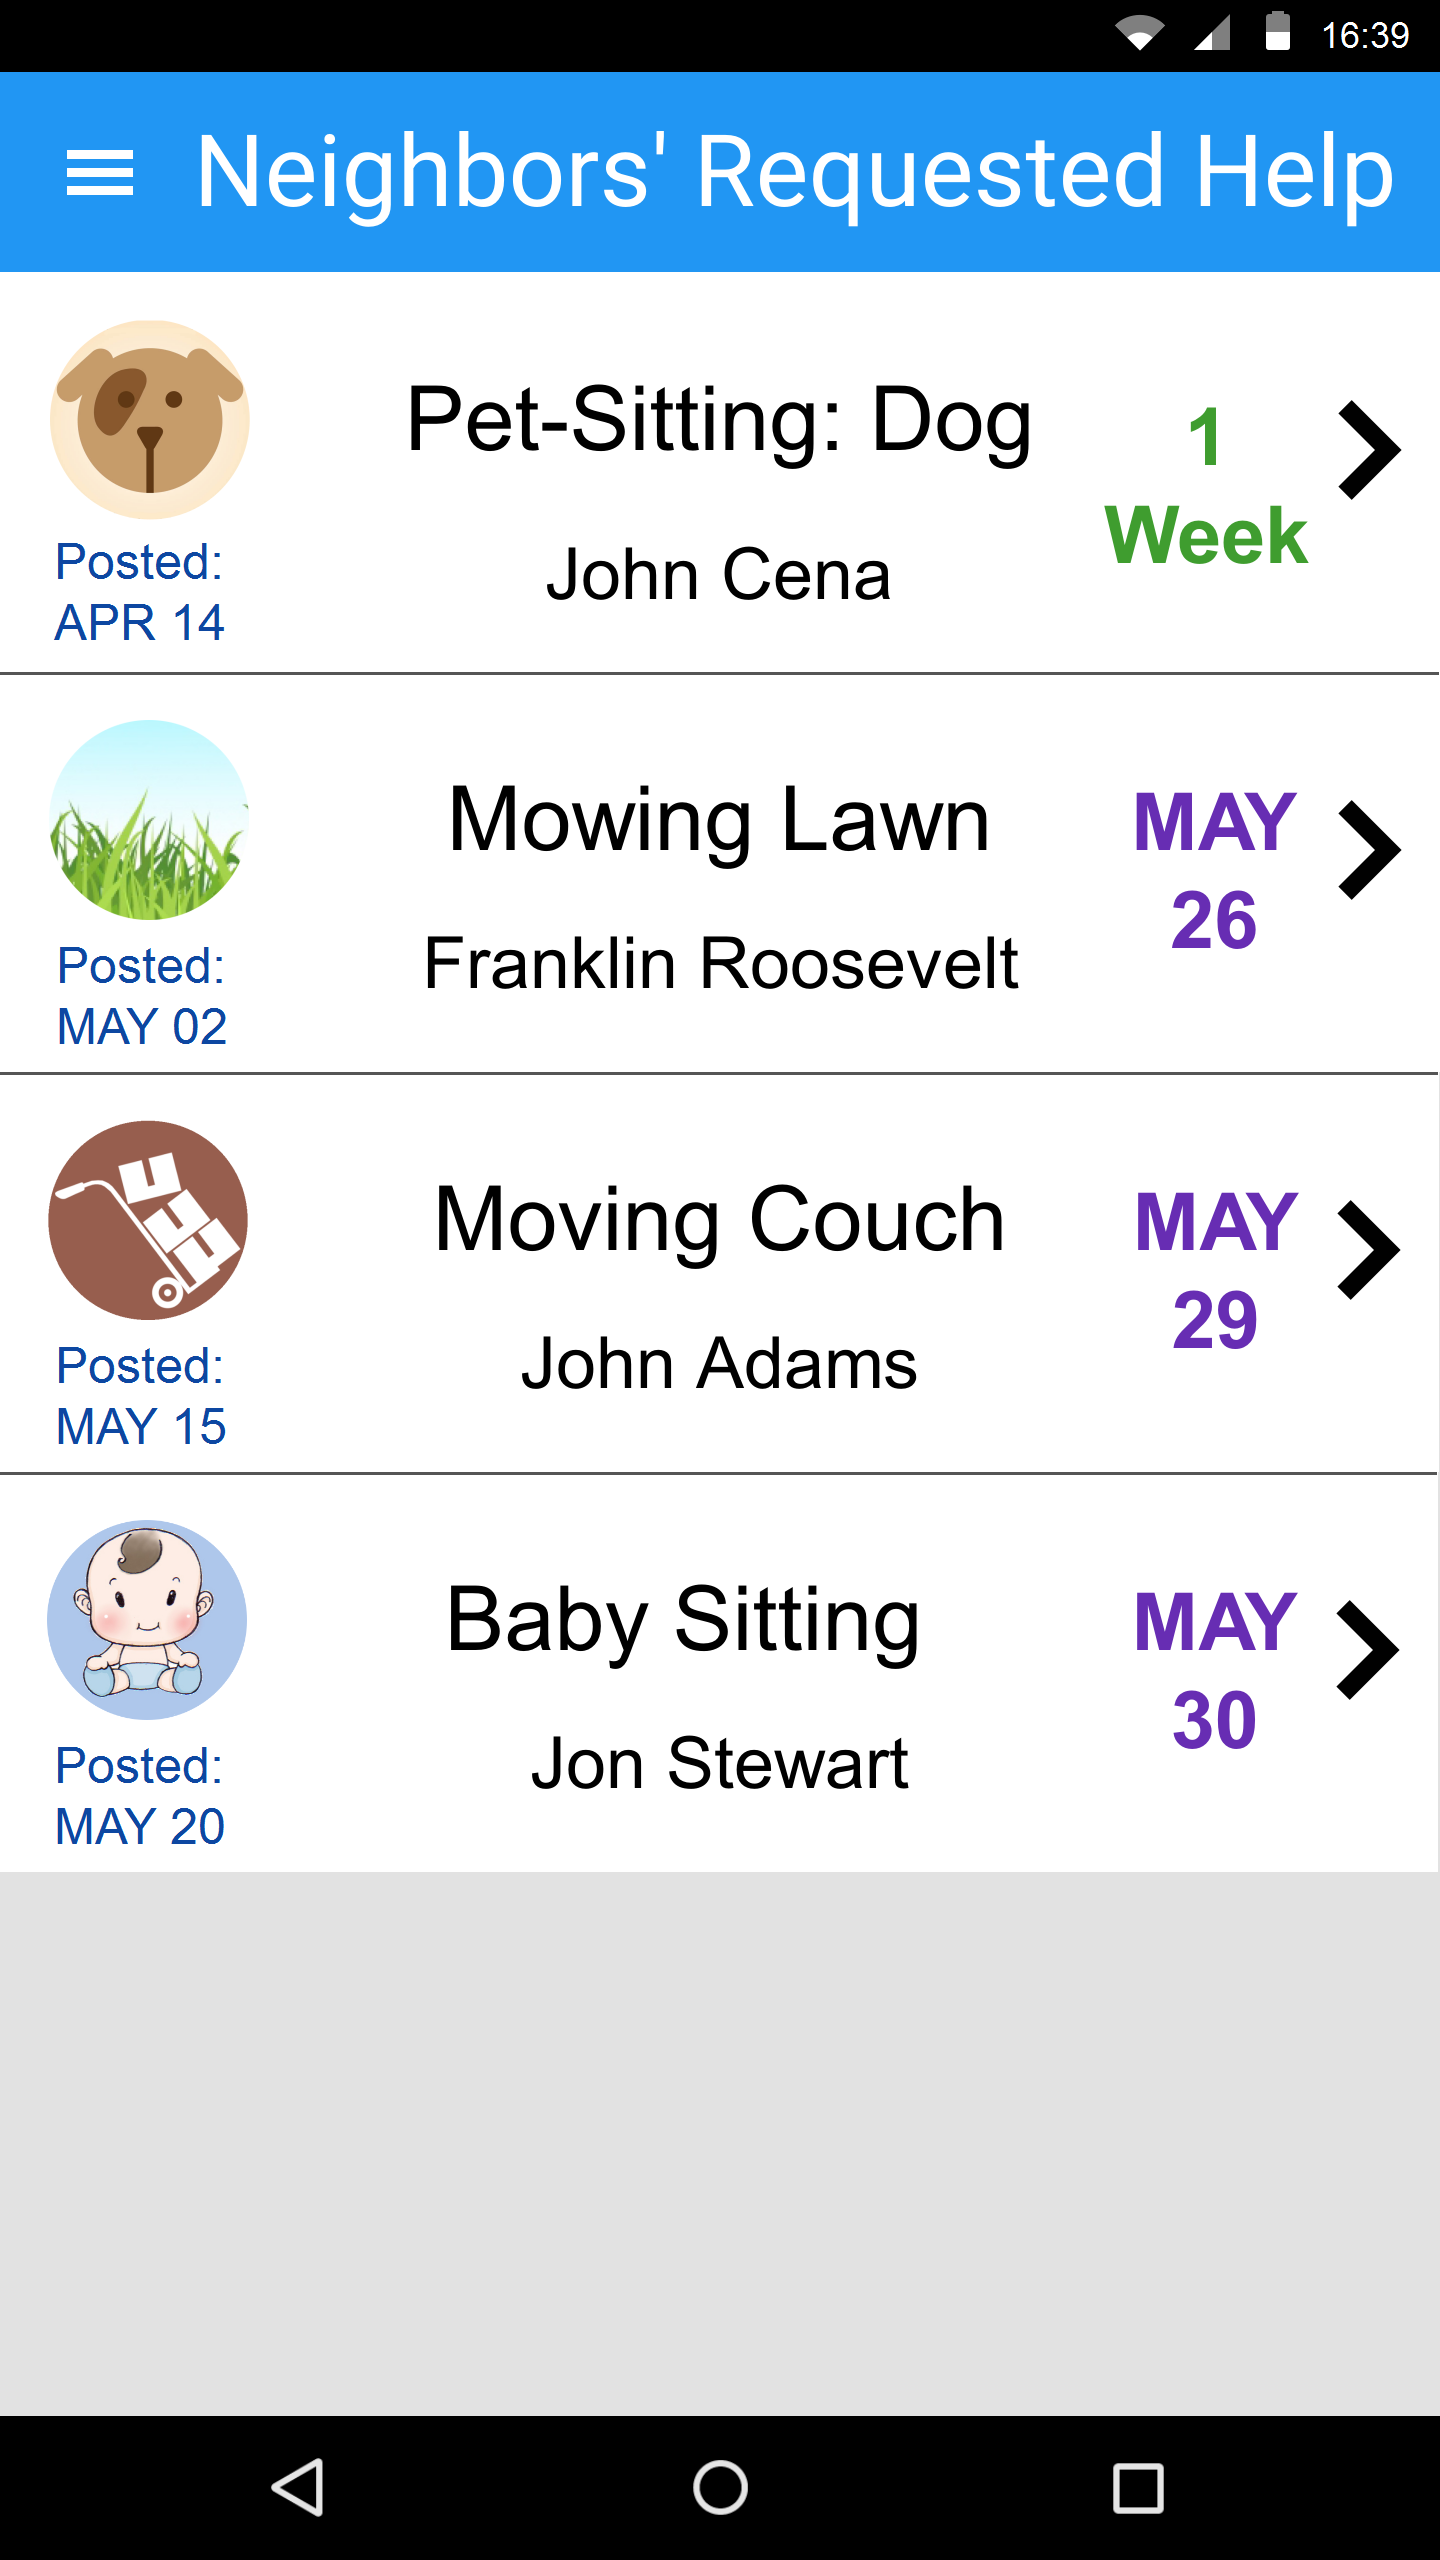 16:39
Neighbors' Requested Help
Pet-Sitting: Dog
1
Week
John Cena
Posted:
APR 14
Mowing Lawn
MAY
26
Franklin Roosevelt
Posted:
MAY 02
Moving Couch
MAY
29
John Adams
Posted:
MAY 15
Baby Sitting
MAY
30
Jon Stewart
Posted:
MAY 20